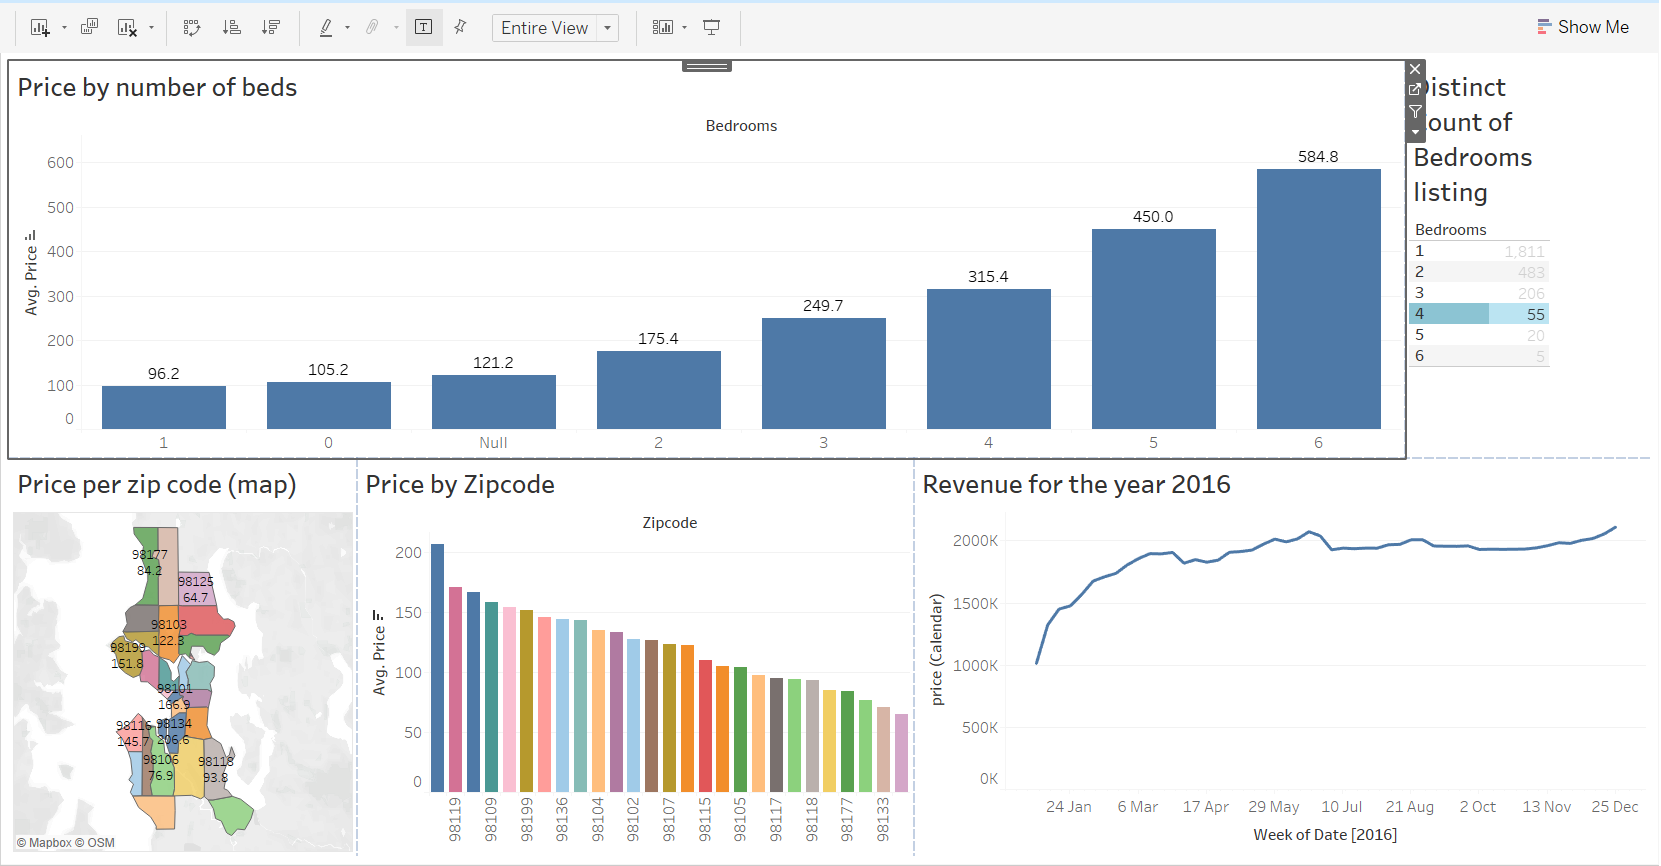 Entire View
Show Me
Price by number of beds
Bedrooms
600
500
400
300
200
100
0
Avg. Price
96.2
105.2
121.2
175.4
249.7
315.4
450.0
584.8
1
0
Null
2
3
4
5
6
Distinct
ount of
Bedrooms
listing
Bedrooms
1 1,811
2 483
3 206
4 55
5 20
6 5
Price per zip code (map)
98177
84.2
98125
64.7
98103
122.3
98199
151.8
98101
166.9
98116
145.7
98134
206.6
98106
76.9
98118
93.8
© Mapbox © OSM
Price by Zipcode
Zipcode
200
150
100
50
0
Avg. Price
98119
98109
98199
98136
98104
98102
98107
98115
98105
98117
98118
98177
98133
Revenue for the year 2016
2000K
1500K
1000K
500K
0K
price (Calendar)
24 Jan
6 Mar
17 Apr
29 May
10 Jul
21 Aug
2 Oct
13 Nov
25 Dec
Week of Date [2016]